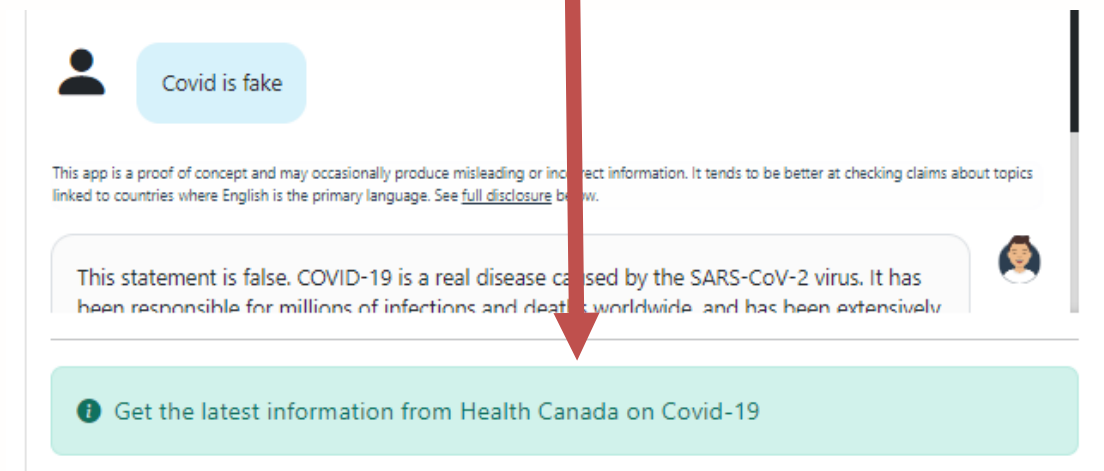 Covid is fake
This app is a proof of concept and may occasionally produce misleading or incorrect information. It tends to be better at checking claims about topics
linked to countries where English is the primary language. See full disclosure below.
This statement is false. COVID-19 is a real disease caused by the SARS-CoV-2 virus. It has
been responsible for millions of infections and deaths worldwide, and has been extensively
Get the latest information from Health Canada on Covid-19